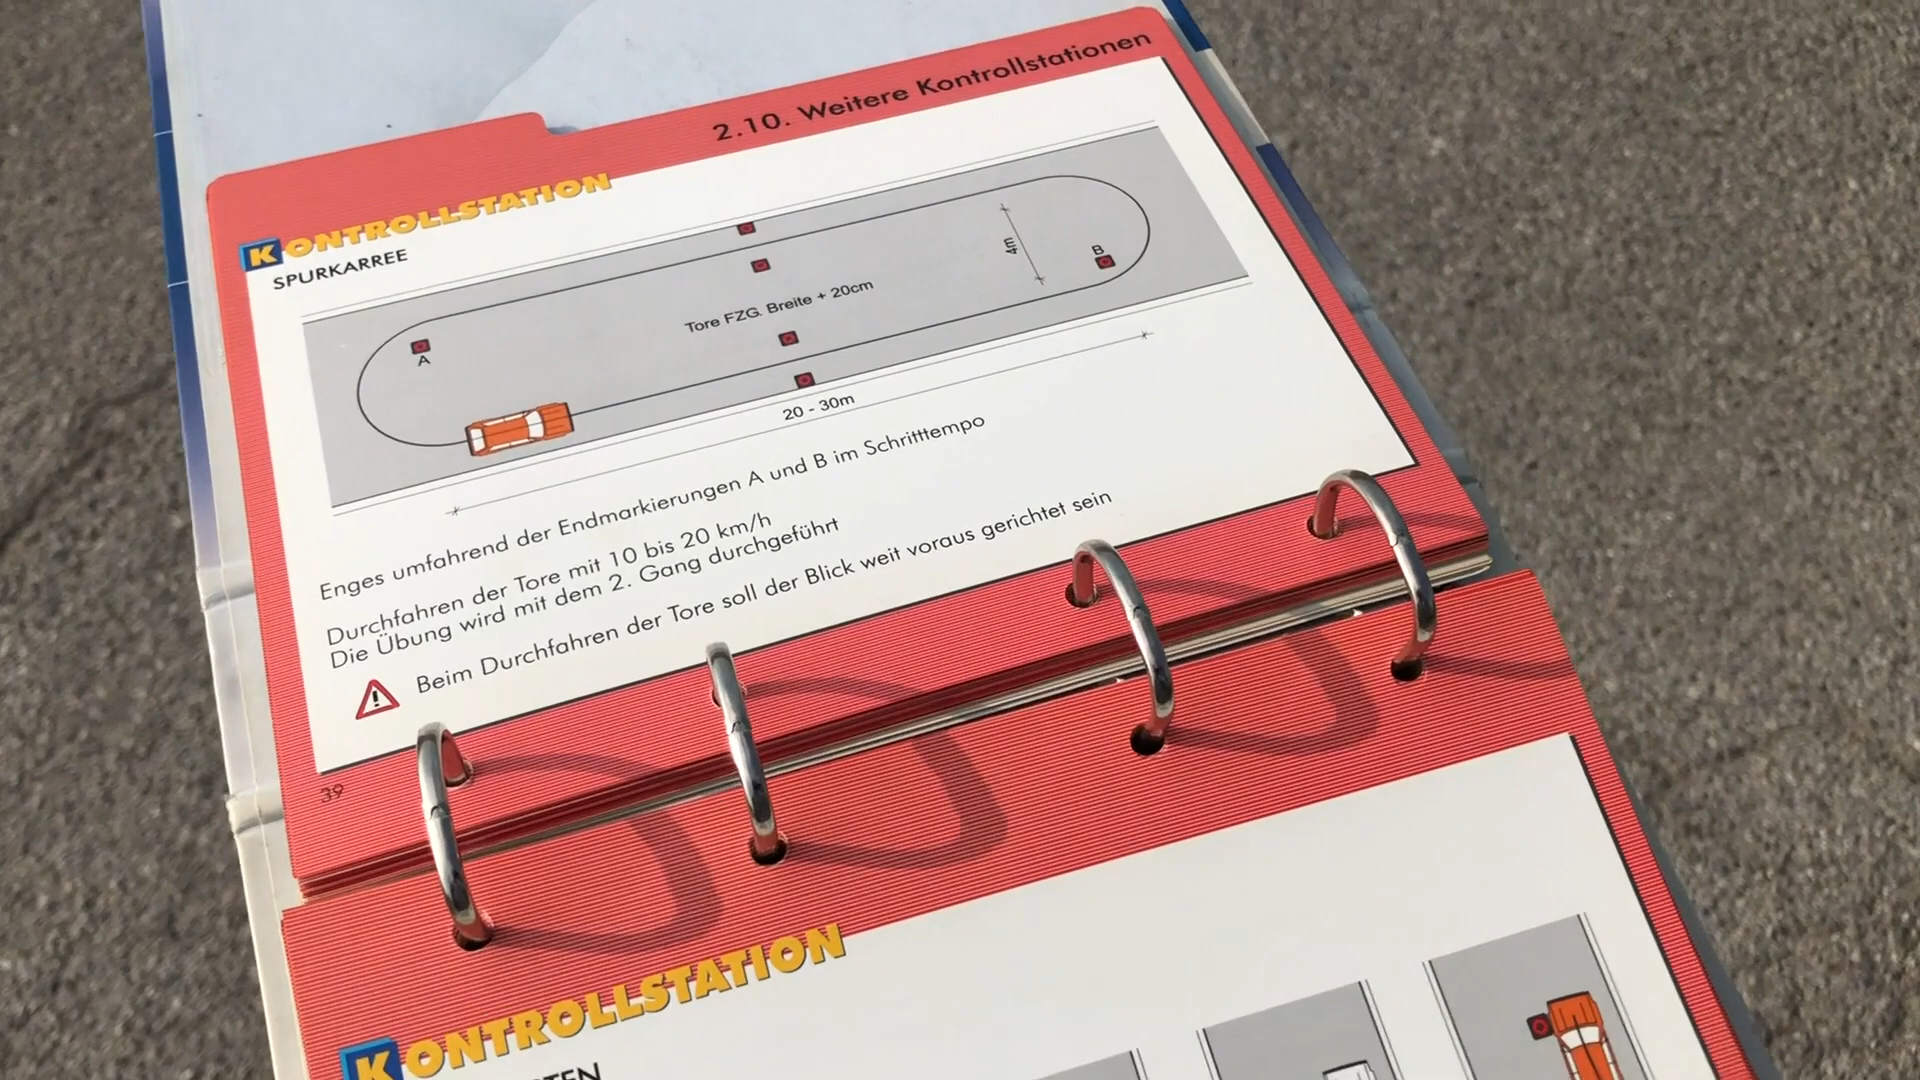 2.10. Weitere Kontrollstationen
KONTROLLSTATION
SPURKARREE
4m
B
Tore FZG. Breite + 20cm
A
20 - 30m
Enges umfahrend der Endmarkierungen A und B im Schritttempo
Durchfahren der Tore mit 10 bis 20 km/h
Die Übung wird mit dem 2. Gang durchgeführt
Beim Durchfahren der Tore soll der Blick weit voraus gerichtet sein
39
KONTROLLSTATION